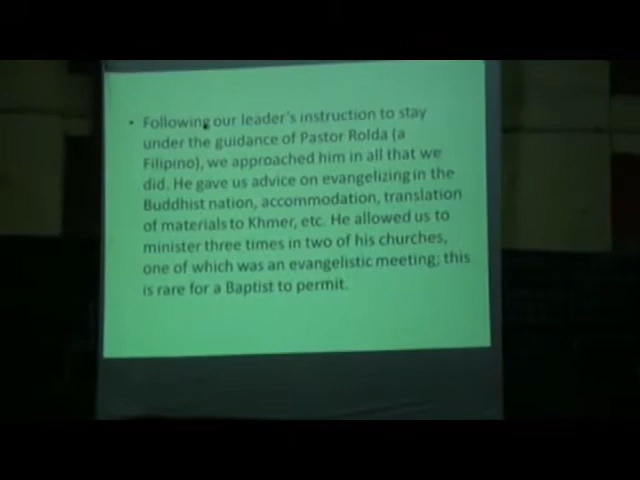 • Following our leader's instruction to stay
under the guidance of Pastor Rolda (a
Filipino), we approached him in all that we
did. He gave us advice on evangelizing in the
Buddhist nation, accommodation, translation
of materials to Khmer, etc. He allowed us to
minister three times in two of his churches,
one of which was an evangelistic meeting; this
is rare for a Baptist to permit.